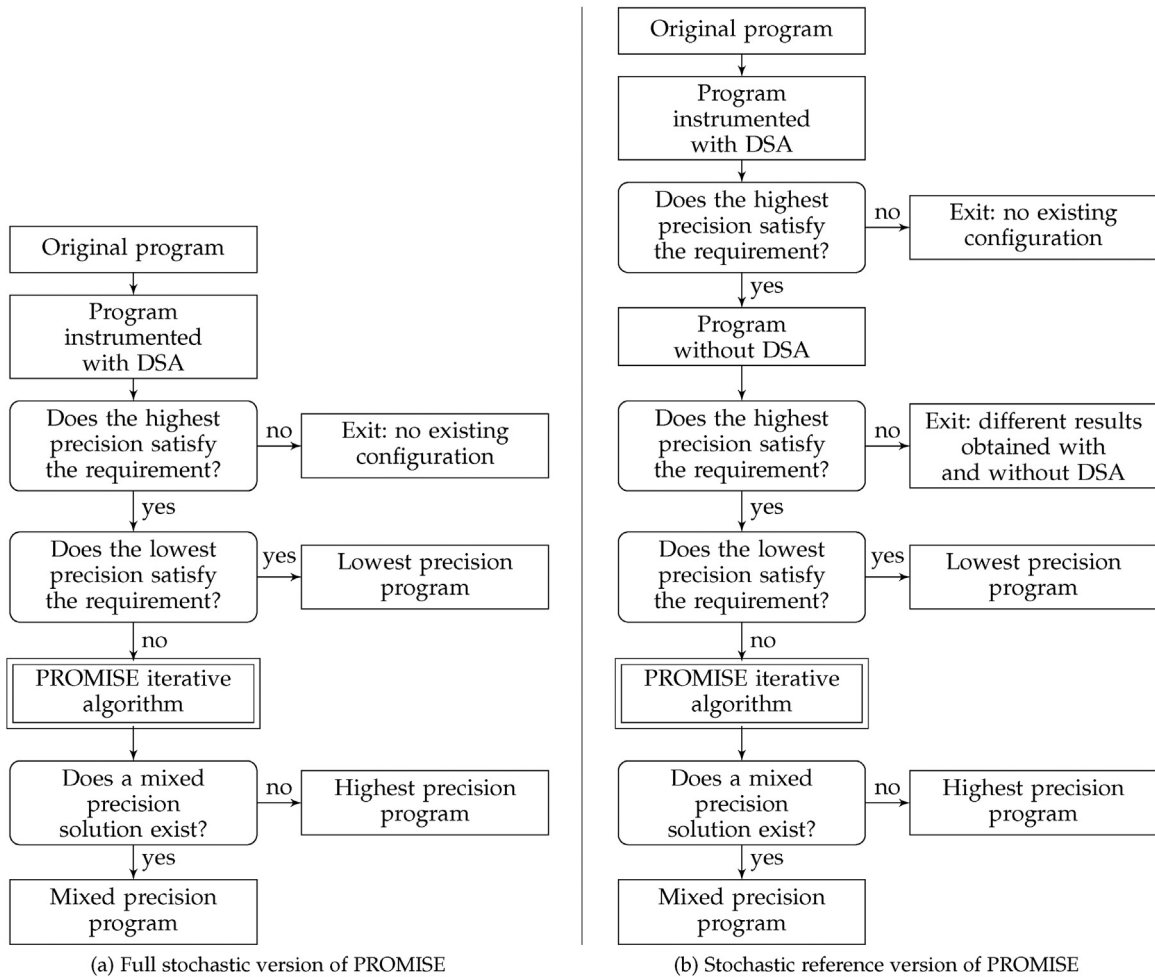 Original program
Program
instrumented
with DSA
Does the highest
precision satisfy
the requirement?
no
Exit: no existing
configuration
yes
Does the lowest
precision satisfy
the requirement?
yes
Lowest precision
program
no
PROMISE iterative
algorithm
Does a mixed
precision
solution exist?
no
Highest precision
program
yes
Mixed precision
program
(a) Full stochastic version of PROMISE
Original program
Program
instrumented
with DSA
Does the highest
precision satisfy
the requirement?
no
Exit: no existing
configuration
yes
Program
without DSA
Does the highest
precision satisfy
the requirement?
no
Exit: different results
obtained with
and without DSA
yes
Does the lowest
precision satisfy
the requirement?
yes
Lowest precision
program
no
PROMISE iterative
algorithm
Does a mixed
precision
solution exist?
no
Highest precision
program
yes
Mixed precision
program
(b) Stochastic reference version of PROMISE